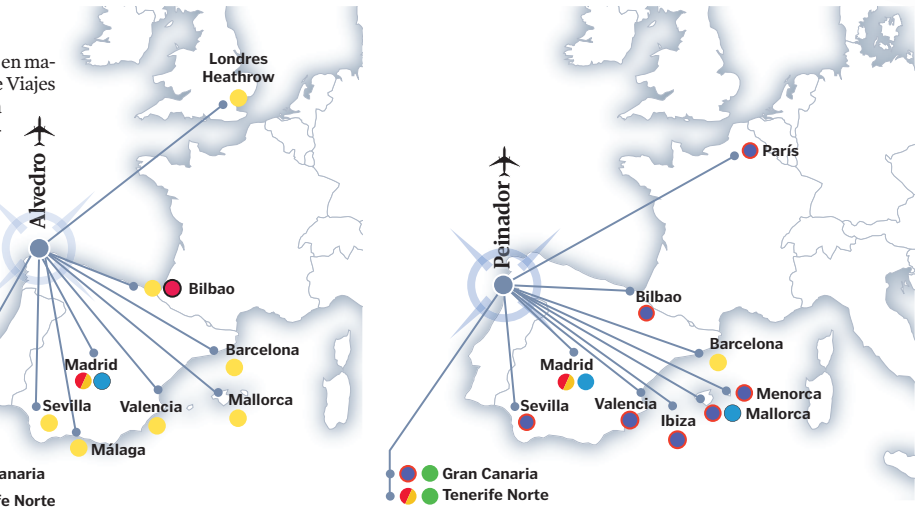 en ma-
Viajes
Alvedro
Londres
Heathrow
Bilbao
Barcelona
Madrid
Mallorca
Sevilla
Valencia
Málaga
anaria
fe Norte
Peinador
París
Bilbao
Barcelona
Madrid
Menorca
Sevilla
Valencia
Mallorca
Ibiza
Gran Canaria
Tenerife Norte